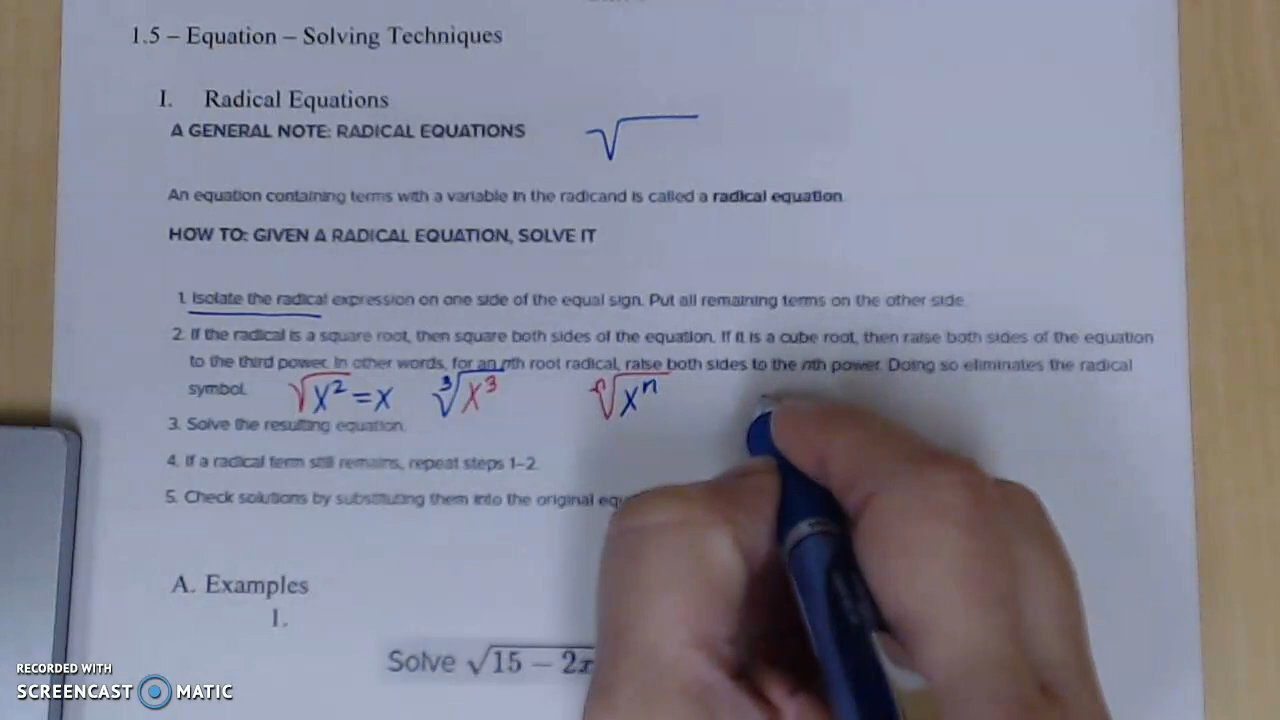 1.5 – Equation – Solving Techniques
I. Radical Equations
A GENERAL NOTE: RADICAL EQUATIONS
√
An equation containing terms with a variable in the radicand is called a radical equation
HOW TO: GIVEN A RADICAL EQUATION, SOLVE IT
1. Isolate the radical expression on one side of the equal sign. Put all remaining terms on the other side.
2. If the radical is a square root, then square both sides of the equation. If it is a cube root, then raise both sides of the equation
to the third power. In other words, for an nth root radical, raise both sides to the nth power. Doing so eliminates the radical
symbol.
√x² = x ∛x³ ⁿ√xⁿ
3. Solve the resulting equation.
4. If a radical term still remains, repeat steps 1–2.
5. Check solutions by substituting them into the original equ
A. Examples
1.
Solve √15 − 2x
RECORDED WITH
SCREENCAST MATIC